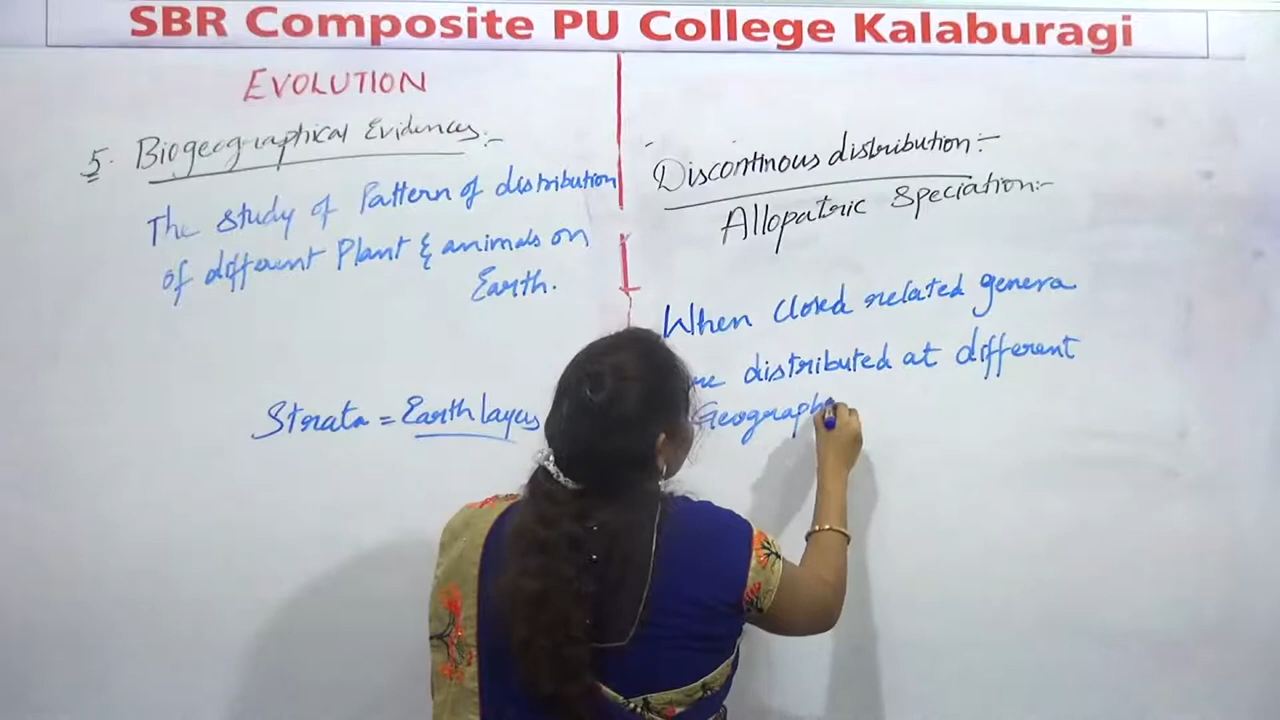 SBR Composite PU College Kalaburagi
EVOLUTION
5. Biogeographical Evidences:-
The study of Pattern of distribution
of different Plant & animals on
Earth.
Strata = Earth layers
Discontinous distribution:-
Allopatric Speciation:-
When Closed related genera
distributed at different
Geograph